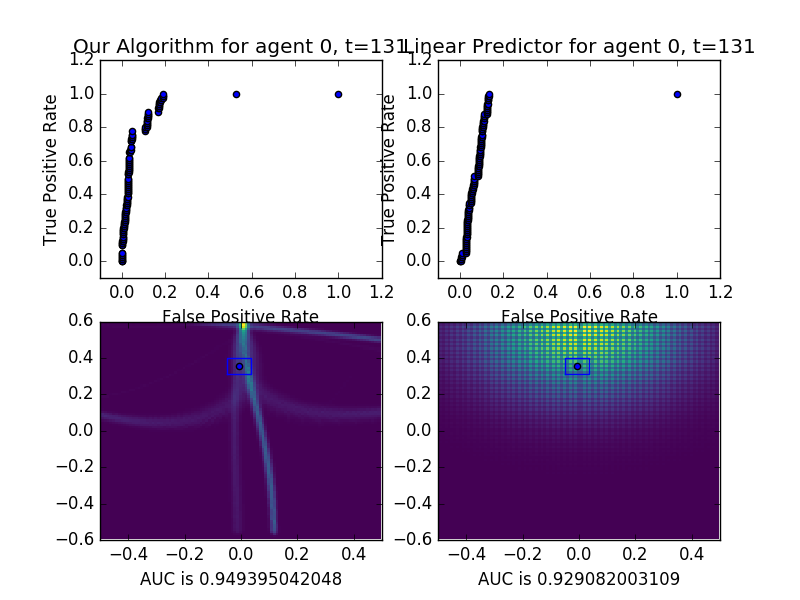 Our Algorithm for agent 0, t=131
Linear Predictor for agent 0, t=131
True Positive Rate
1.2
1.0
0.8
0.6
0.4
0.2
0.0
0.0 0.2 0.4 0.6 0.8 1.0 1.2
False Positive Rate
True Positive Rate
1.2
1.0
0.8
0.6
0.4
0.2
0.0
0.0 0.2 0.4 0.6 0.8 1.0 1.2
False Positive Rate
0.6
0.4
0.2
0.0
−0.2
−0.4
−0.6
−0.4 −0.2 0.0 0.2 0.4
AUC is 0.949395042048
0.6
0.4
0.2
0.0
−0.2
−0.4
−0.6
−0.4 −0.2 0.0 0.2 0.4
AUC is 0.929082003109